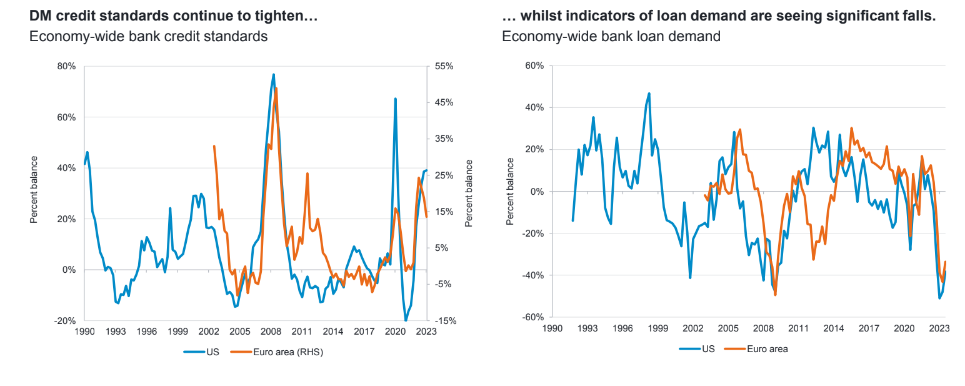 DM credit standards continue to tighten…
Economy-wide bank credit standards
80%
60%
40%
20%
0%
-20%
Percent balance
55%
45%
35%
25%
15%
5%
-5%
-15%
Percent balance
1990 1993 1996 1999 2002 2005 2008 2011 2014 2017 2020 2023
US Euro area (RHS)
… whilst indicators of loan demand are seeing significant falls.
Economy-wide bank loan demand
60%
40%
20%
0%
-20%
-40%
-60%
Percent balance
1990 1993 1996 1999 2002 2005 2008 2011 2014 2017 2020 2023
US Euro area